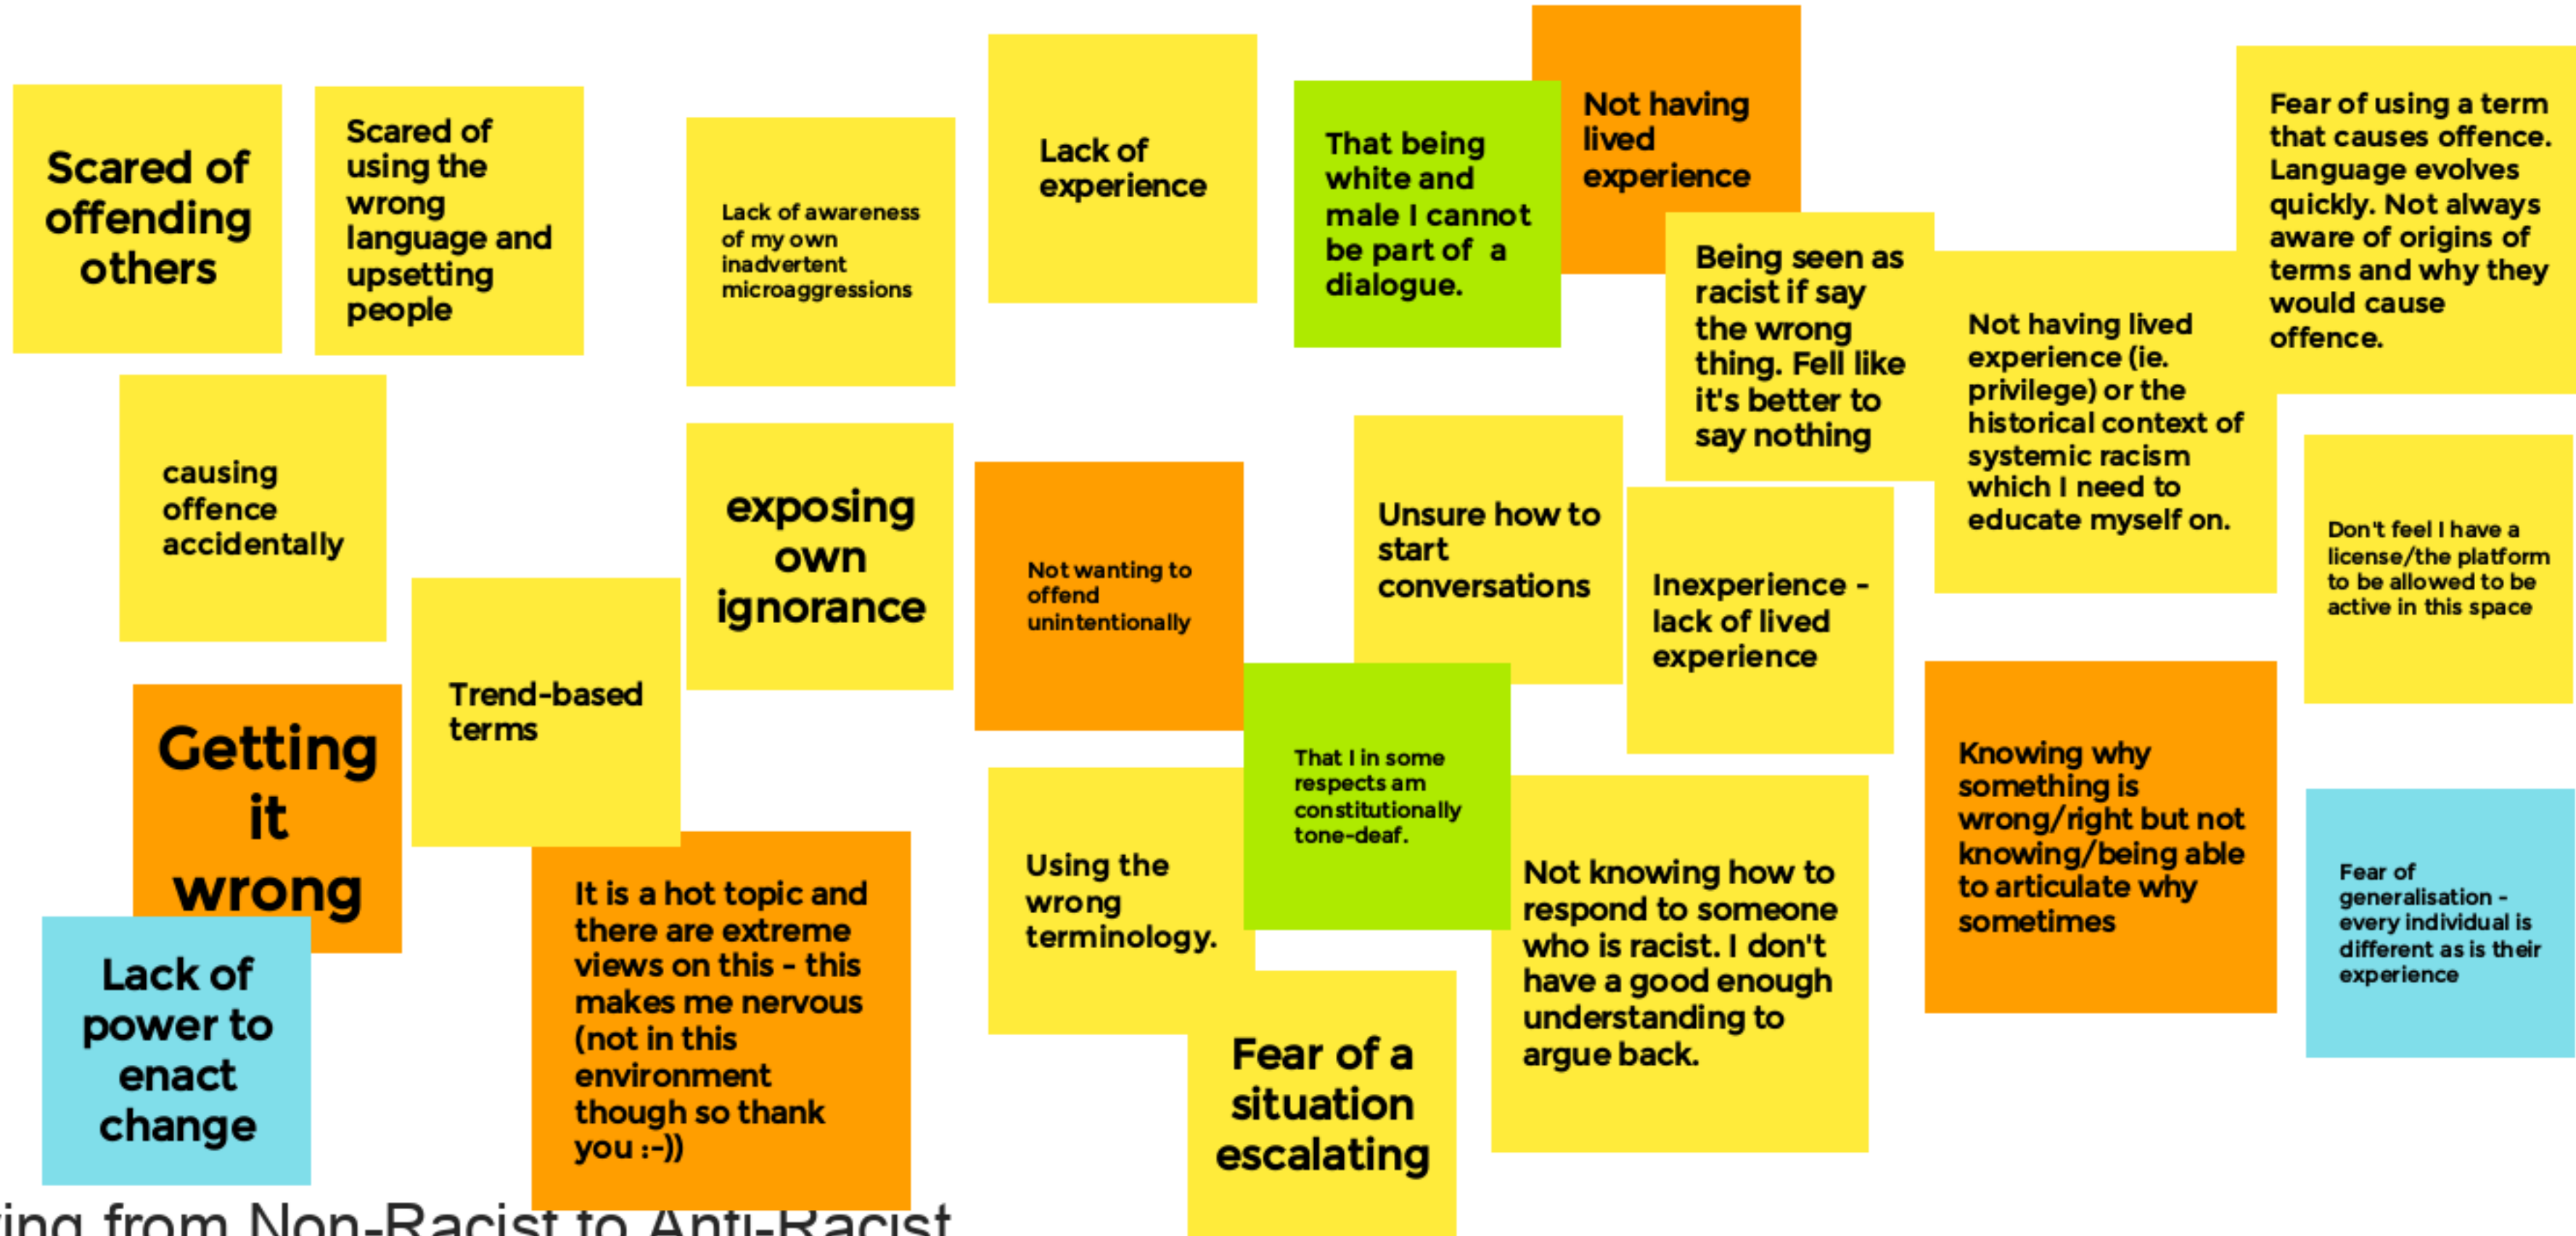 Scared of
offending
others
Scared of
using the
wrong
language and
upsetting
people
Lack of awareness
of my own
inadvertent
microaggressions
Lack of
experience
That being
white and
male I cannot
be part of a
dialogue.
Not having
lived
experience
Being seen as
racist if say
the wrong
thing. Fell like
it's better to
say nothing
Not having lived
experience (ie.
privilege) or the
historical context of
systemic racism
which I need to
educate myself on.
Fear of using a term
that causes offence.
Language evolves
quickly. Not always
aware of origins of
terms and why they
would cause
offence.
causing
offence
accidentally
exposing
own
ignorance
Not wanting to
offend
unintentionally
Unsure how to
start
conversations
Inexperience -
lack of lived
experience
Don't feel I have a
license/the platform
to be allowed to be
active in this space
Getting
it
wrong
Trend-based
terms
That I in some
respects am
constitutionally
tone-deaf.
Knowing why
something is
wrong/right but not
knowing/being able
to articulate why
sometimes
Lack of
power to
enact
change
It is a hot topic and
there are extreme
views on this - this
makes me nervous
(not in this
environment
though so thank
you :-))
Using the
wrong
terminology.
Not knowing how to
respond to someone
who is racist. I don't
have a good enough
understanding to
argue back.
Fear of
generalisation -
every individual is
different as is their
experience
Fear of a
situation
escalating
from Non-Racist to Anti-Racist